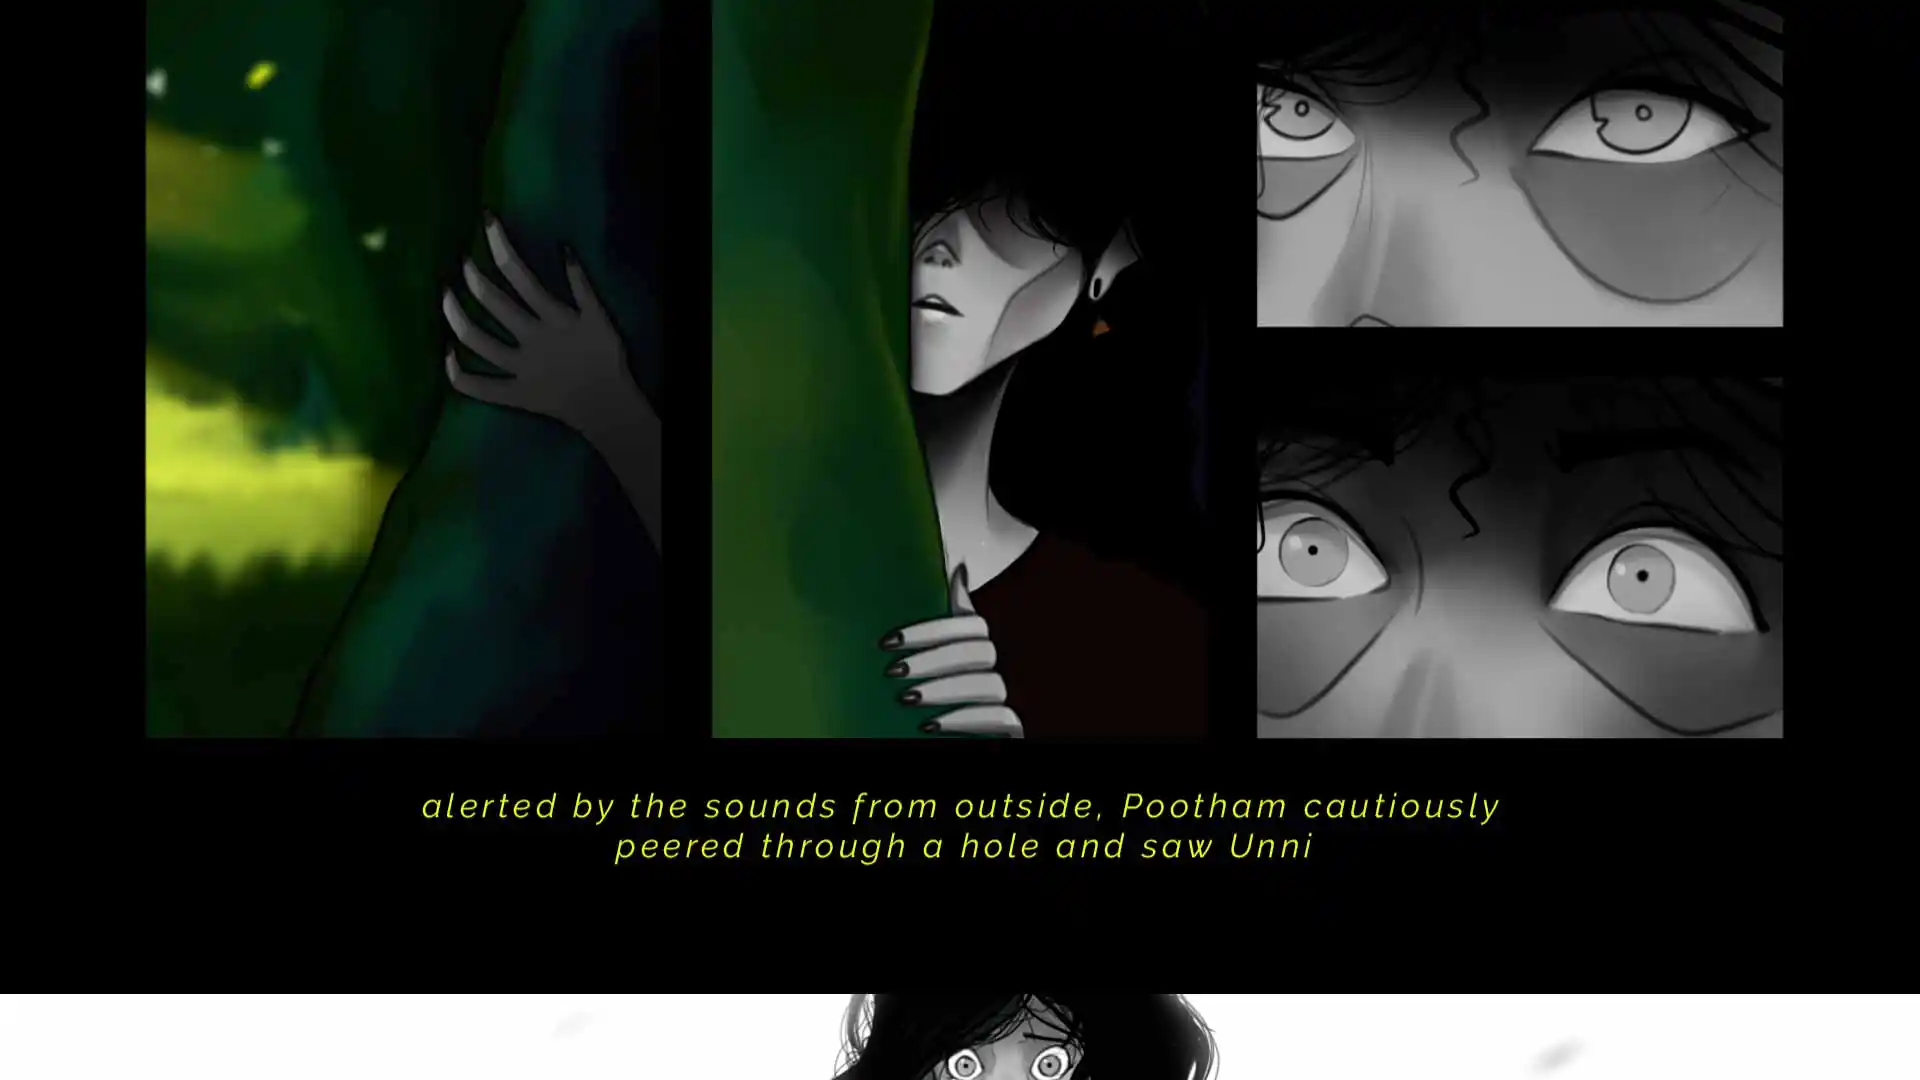 alerted by the sounds from outside, Pootham cautiously
peered through a hole and saw Unni